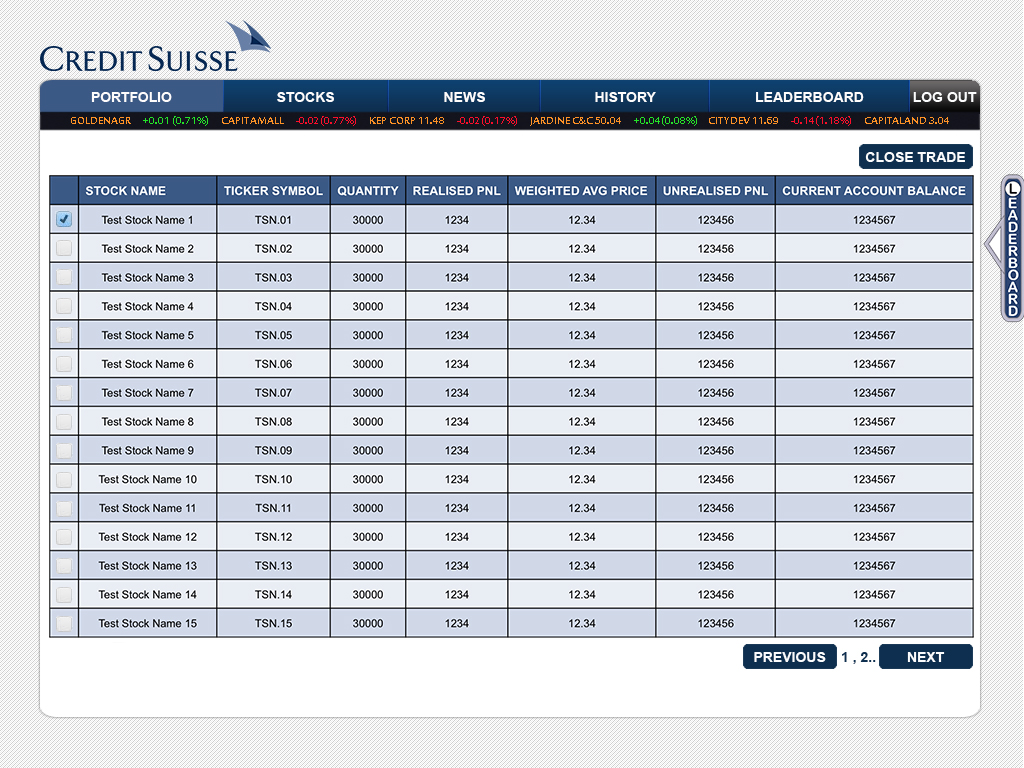 CREDIT SUISSE
PORTFOLIO STOCKS NEWS HISTORY LEADERBOARD LOG OUT
GOLDENAGR +0.01 (0.71%) CAPITAMALL -0.02 (0.77%) KEP CORP 11.48 -0.02 (0.17%) JARDINE C&C 50.04 +0.04 (0.08%) CITYDEV 11.69 -0.14 (1.18%) CAPITALAND 3.04
CLOSE TRADE
STOCK NAME TICKER SYMBOL QUANTITY REALISED PNL WEIGHTED AVG PRICE UNREALISED PNL CURRENT ACCOUNT BALANCE
Test Stock Name 1 TSN.01 30000 1234 12.34 123456 1234567
Test Stock Name 2 TSN.02 30000 1234 12.34 123456 1234567
Test Stock Name 3 TSN.03 30000 1234 12.34 123456 1234567
Test Stock Name 4 TSN.04 30000 1234 12.34 123456 1234567
Test Stock Name 5 TSN.05 30000 1234 12.34 123456 1234567
Test Stock Name 6 TSN.06 30000 1234 12.34 123456 1234567
Test Stock Name 7 TSN.07 30000 1234 12.34 123456 1234567
Test Stock Name 8 TSN.08 30000 1234 12.34 123456 1234567
Test Stock Name 9 TSN.09 30000 1234 12.34 123456 1234567
Test Stock Name 10 TSN.10 30000 1234 12.34 123456 1234567
Test Stock Name 11 TSN.11 30000 1234 12.34 123456 1234567
Test Stock Name 12 TSN.12 30000 1234 12.34 123456 1234567
Test Stock Name 13 TSN.13 30000 1234 12.34 123456 1234567
Test Stock Name 14 TSN.14 30000 1234 12.34 123456 1234567
Test Stock Name 15 TSN.15 30000 1234 12.34 123456 1234567
PREVIOUS 1 , 2.. NEXT
LEADERBOARD